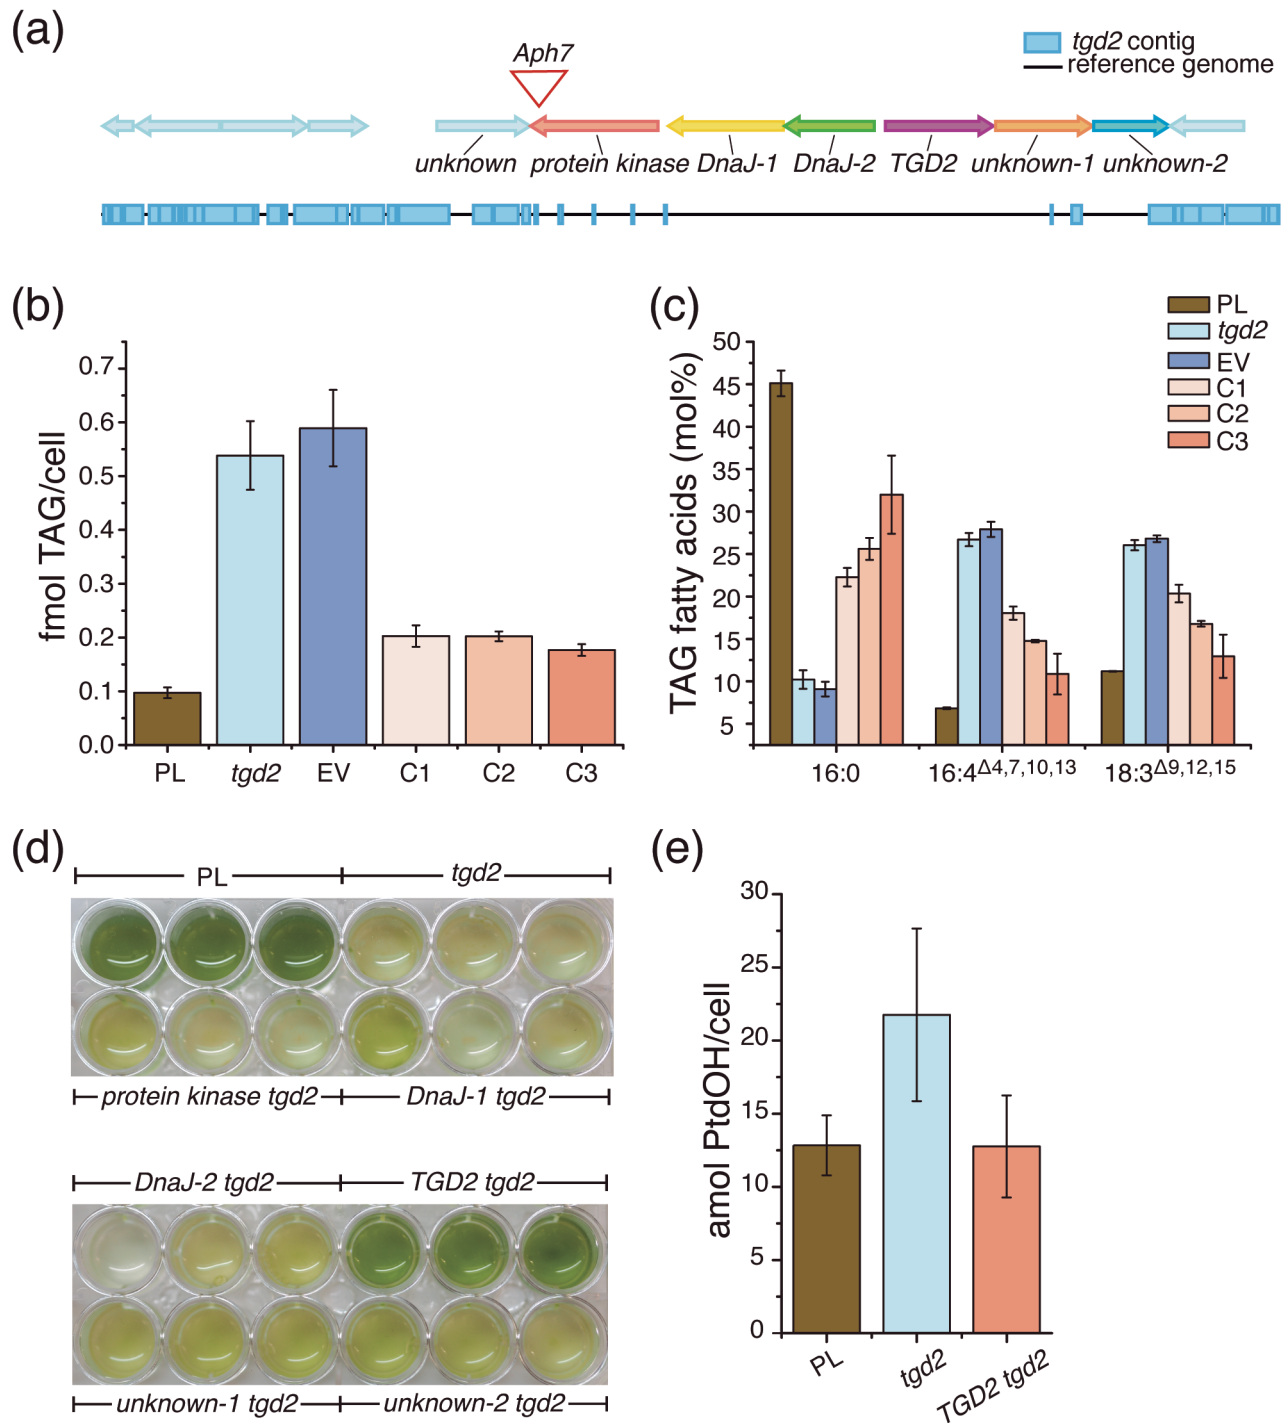 (a)
Aph7
tgd2 contig
reference genome
unknown protein kinase DnaJ-1 DnaJ-2 TGD2 unknown-1 unknown-2
(b)
fmol TAG/cell
0.7
0.6
0.5
0.4
0.3
0.2
0.1
0.0
PL tgd2 EV C1 C2 C3
(c)
PL
tgd2
EV
C1
C2
C3
TAG fatty acids (mol%)
50
45
40
35
30
25
20
15
10
5
16:0 16:4Δ4,7,10,13 18:3Δ9,12,15
(d)
PL tgd2
protein kinase tgd2 DnaJ-1 tgd2
DnaJ-2 tgd2 TGD2 tgd2
unknown-1 tgd2 unknown-2 tgd2
(e)
amol PtdOH/cell
30
25
20
15
10
5
0
PL tgd2 TGD2 tgd2